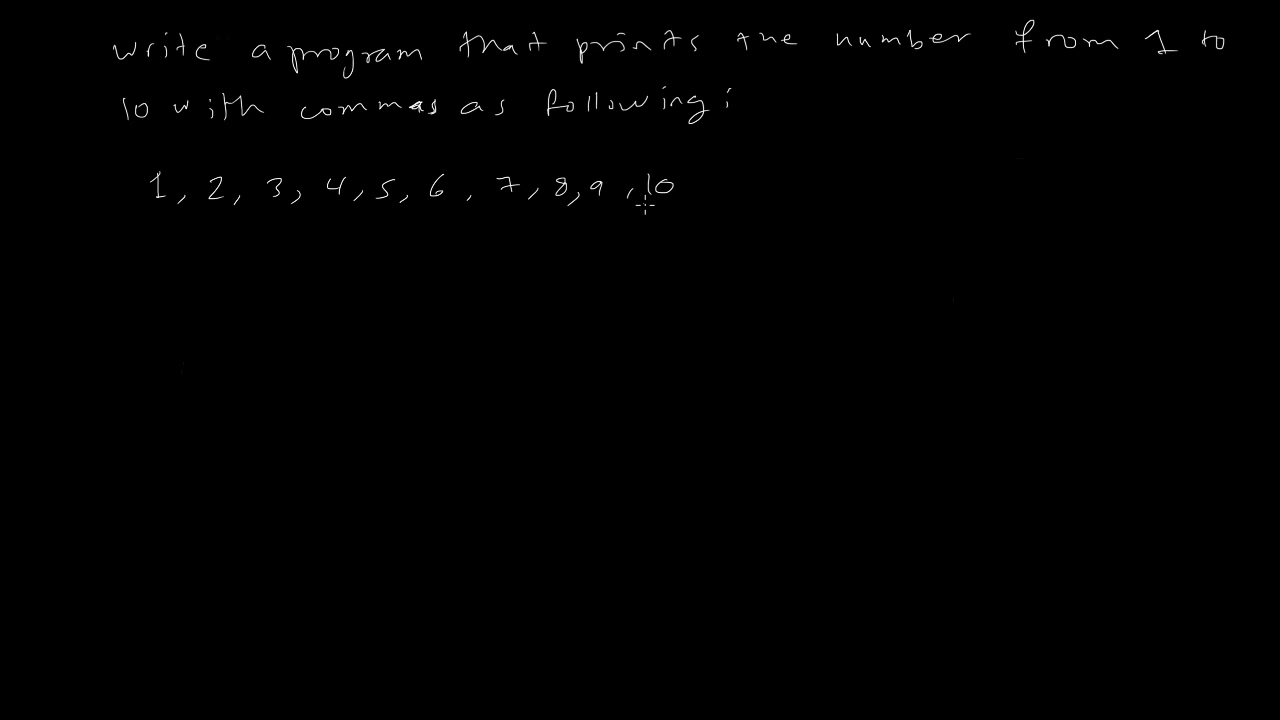 write a program that prints the number from 1 to
10 with commas as following:
1, 2, 3, 4, 5, 6, 7, 8, 9, 10